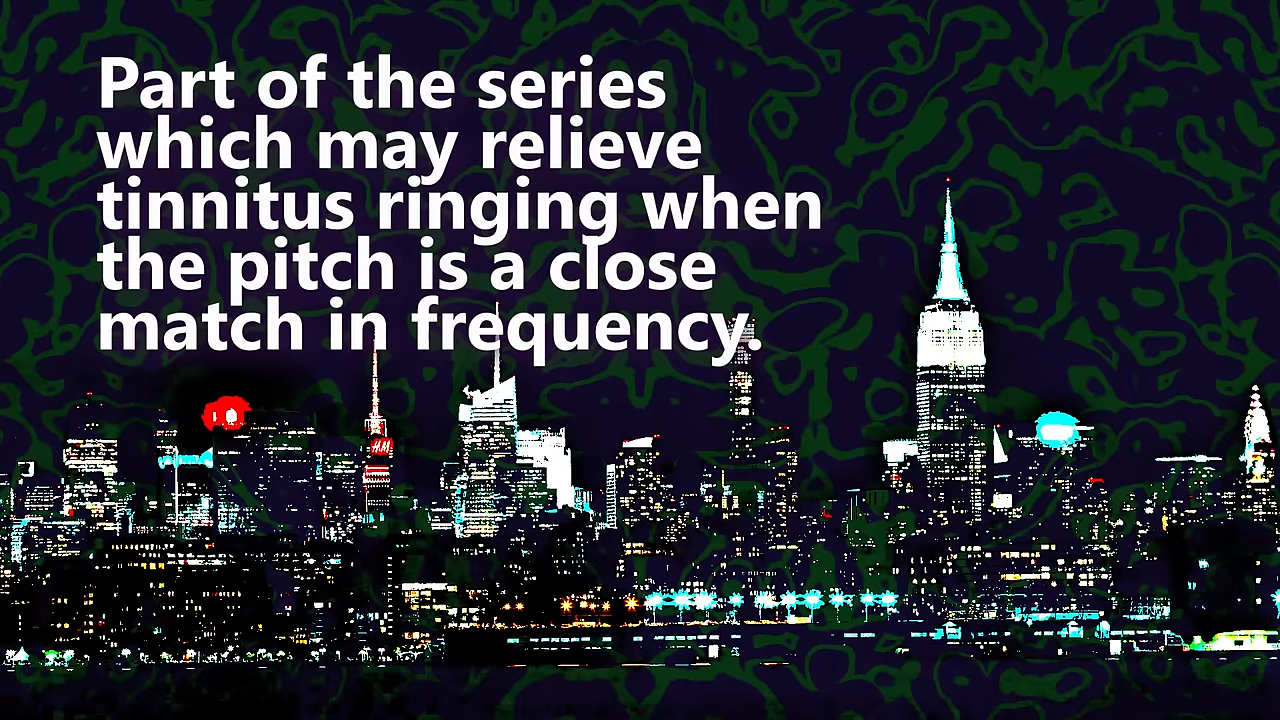 Part of the series
which may relieve
tinnitus ringing when
the pitch is a close
match in frequency.
H&M